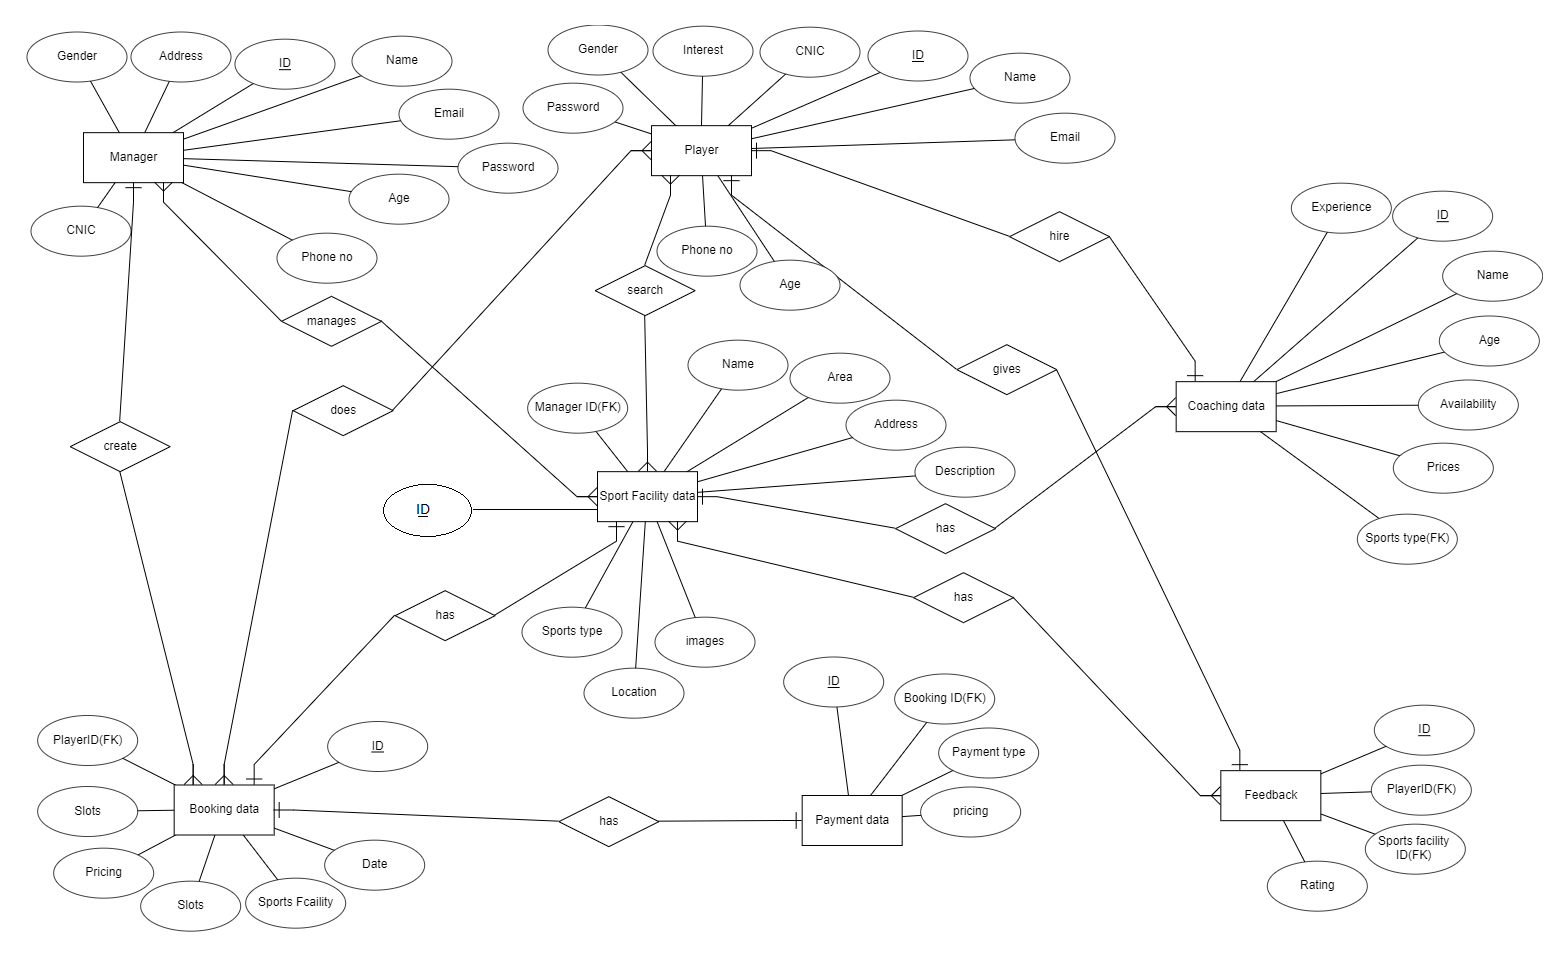 Gender
Address
ID
Name
Email
Password
Age
Phone no
CNIC
Manager
Gender
Interest
CNIC
ID
Name
Email
Password
Player
Phone no
Age
hire
search
manages
does
create
gives
Experience
ID
Name
Age
Availability
Prices
Sports type(FK)
Coaching data
Manager ID(FK)
Name
Area
Address
Description
ID
Sport Facility data
Sports type
Location
images
has
has
has
PlayerID(FK)
ID
Slots
Booking data
Pricing
Slots
Sports Fcaility
Date
has
ID
Booking ID(FK)
Payment type
pricing
Payment data
ID
PlayerID(FK)
Sports facility
ID(FK)
Rating
Feedback